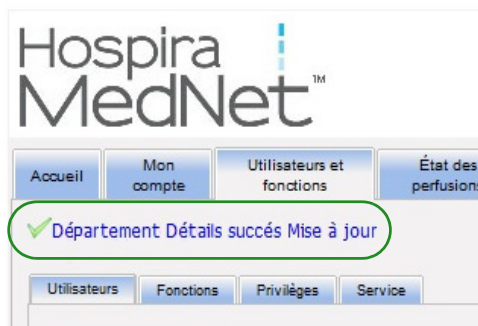 Hospira
MedNet™
Accueil
Mon
compte
Utilisateurs et
fonctions
État des
perfusions
Département Détails succés Mise à jour
Utilisateurs
Fonctions
Privilèges
Service